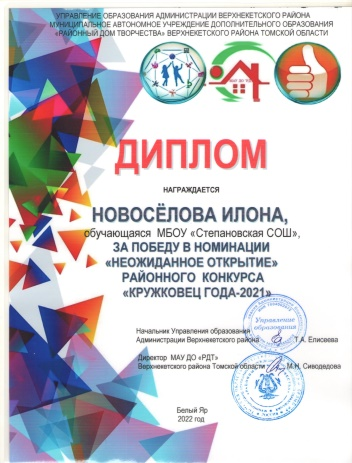 УПРАВЛЕНИЕ ОБРАЗОВАНИЯ АДМИНИСТРАЦИИ ВЕРХНЕКЕТСКОГО РАЙОНА
МУНИЦИПАЛЬНОЕ АВТОНОМНОЕ УЧРЕЖДЕНИЕ ДОПОЛНИТЕЛЬНОГО ОБРАЗОВАНИЯ
«РАЙОННЫЙ ДОМ ТВОРЧЕСТВА» ВЕРХНЕКЕТСКОГО РАЙОНА ТОМСКОЙ ОБЛАСТИ
ДИПЛОМ
НАГРАЖДАЕТСЯ
НОВОСЁЛОВА ИЛОНА,
обучающаяся МБОУ «Степановская СОШ»,
ЗА ПОБЕДУ В НОМИНАЦИИ
«НЕОЖИДАННОЕ ОТКРЫТИЕ»
РАЙОННОГО КОНКУРСА
«КРУЖКОВЕЦ ГОДА-2021»
Начальник Управления образования
Администрации Верхнекетского района Т.А. Елисеева
Управление
образования
Директор МАУ ДО «РДТ»
Верхнекетского района Томской области М.Н. Сиводедова
Белый Яр
2022 год